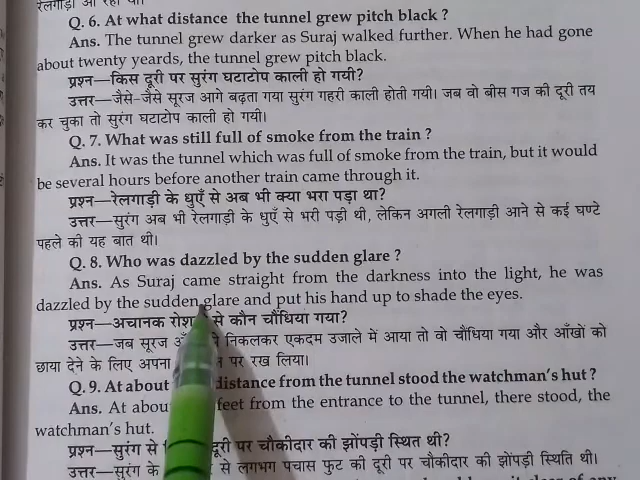 Q. 6. At what distance the tunnel grew pitch black ?
Ans. The tunnel grew darker as Suraj walked further. When he had gone
about twenty yeards, the tunnel grew pitch black.
प्रश्न—किस दूरी पर सुरंग घटाटोप काली हो गयी?
उत्तर—जैसे-जैसे सूरज आगे बढ़ता गया सुरंग गहरी काली होती गयी। जब वो बीस गज की दूरी तय
कर चुका तो सुरंग घटाटोप काली हो गयी।
Q. 7. What was still full of smoke from the train ?
Ans. It was the tunnel which was full of smoke from the train, but it would
be several hours before another train came through it.
प्रश्न—रेलगाड़ी के धुएँ से अब भी क्या भरा पड़ा था?
उत्तर—सुरंग अब भी रेलगाड़ी के धुएँ से भरी पड़ी थी, लेकिन अगली रेलगाड़ी आने से कई घण्टे
पहले की यह बात थी।
Q. 8. Who was dazzled by the sudden glare ?
Ans. As Suraj came straight from the darkness into the light, he was
dazzled by the sudden glare and put his hand up to shade the eyes.
प्रश्न—अचानक से कौन चौंधिया गया?
उत्तर—जब सूरज निकलकर एकदम उजाले में आया तो वो चौंधिया गया और आँखों को
छाया देने के लिए अपना पर रख लिया।
Q. 9. At about distance from the tunnel stood the watchman's hut ?
Ans. At feet from the entrance to the tunnel, there stood, the
watchman's hut.
प्रश्न—सुरंग से दूरी पर चौकीदार की झोंपड़ी स्थित थी?
उत्तर—सुरंग के से लगभग पचास फुट की दूरी पर चौकीदार की झोंपड़ी स्थिति थी।